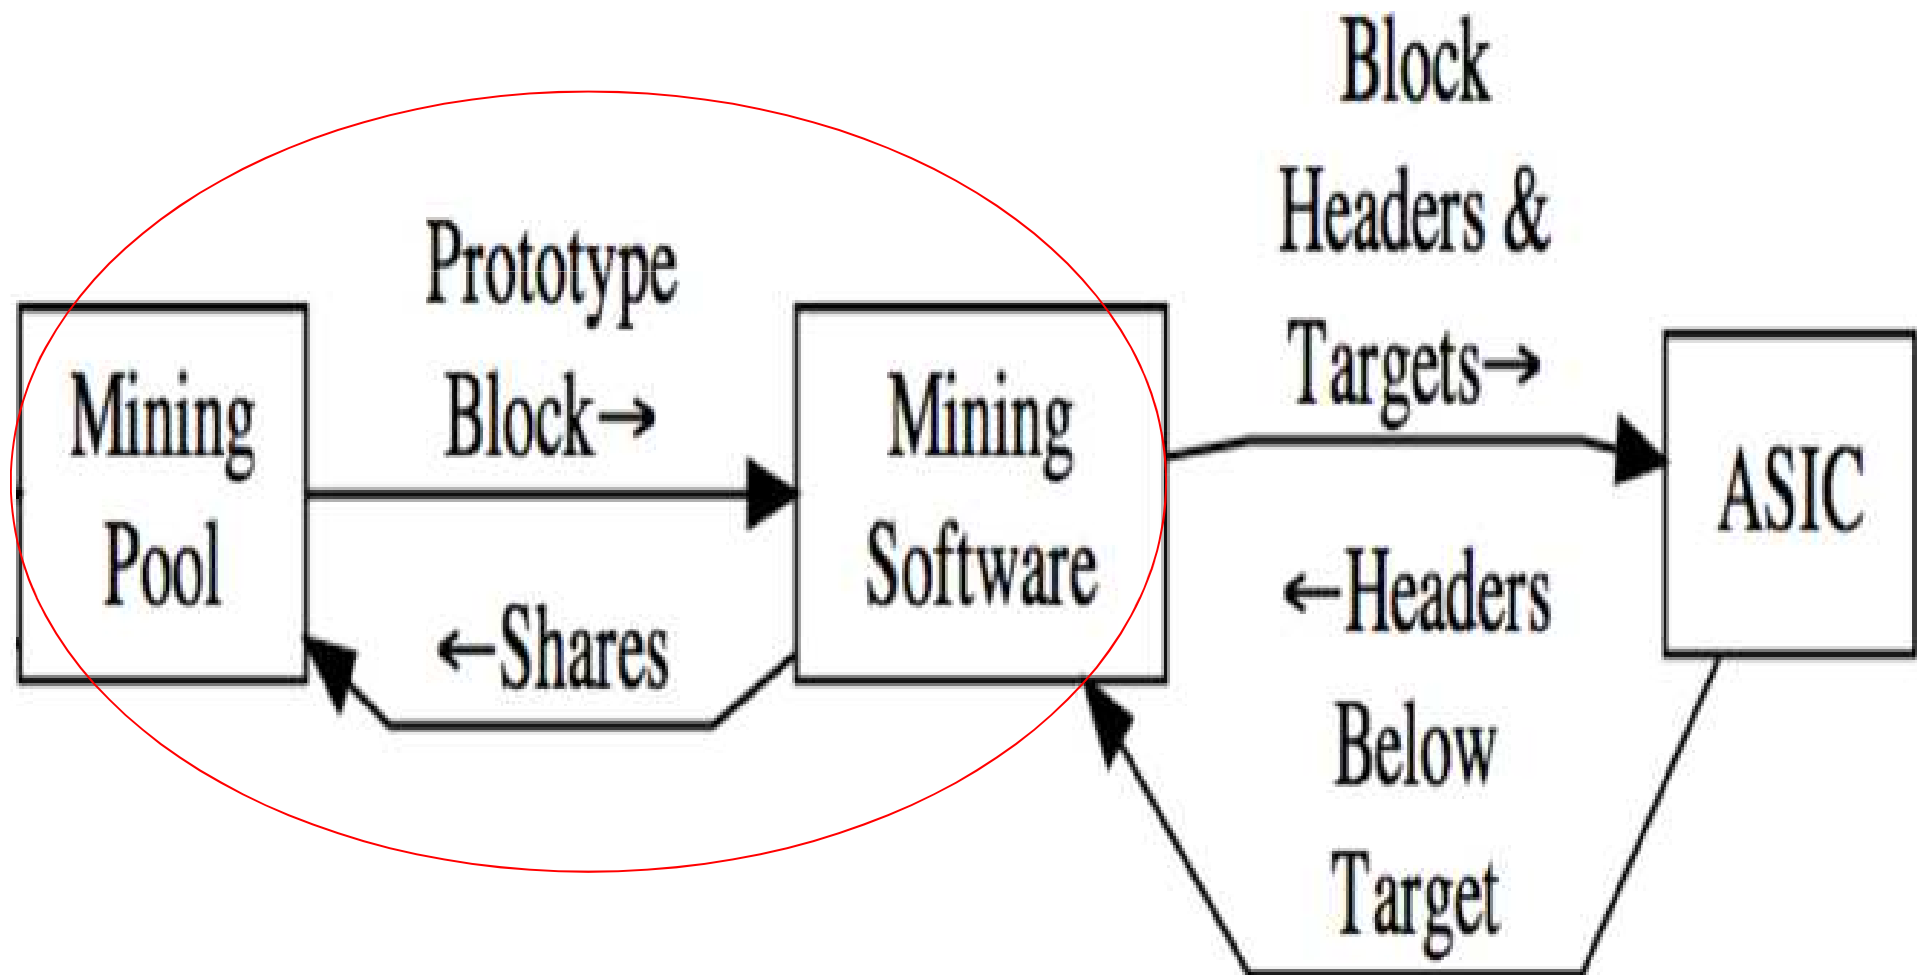 Mining
Pool
Prototype
Block→
←Shares
Mining
Software
Block
Headers &
Targets→
←Headers
Below
Target
ASIC